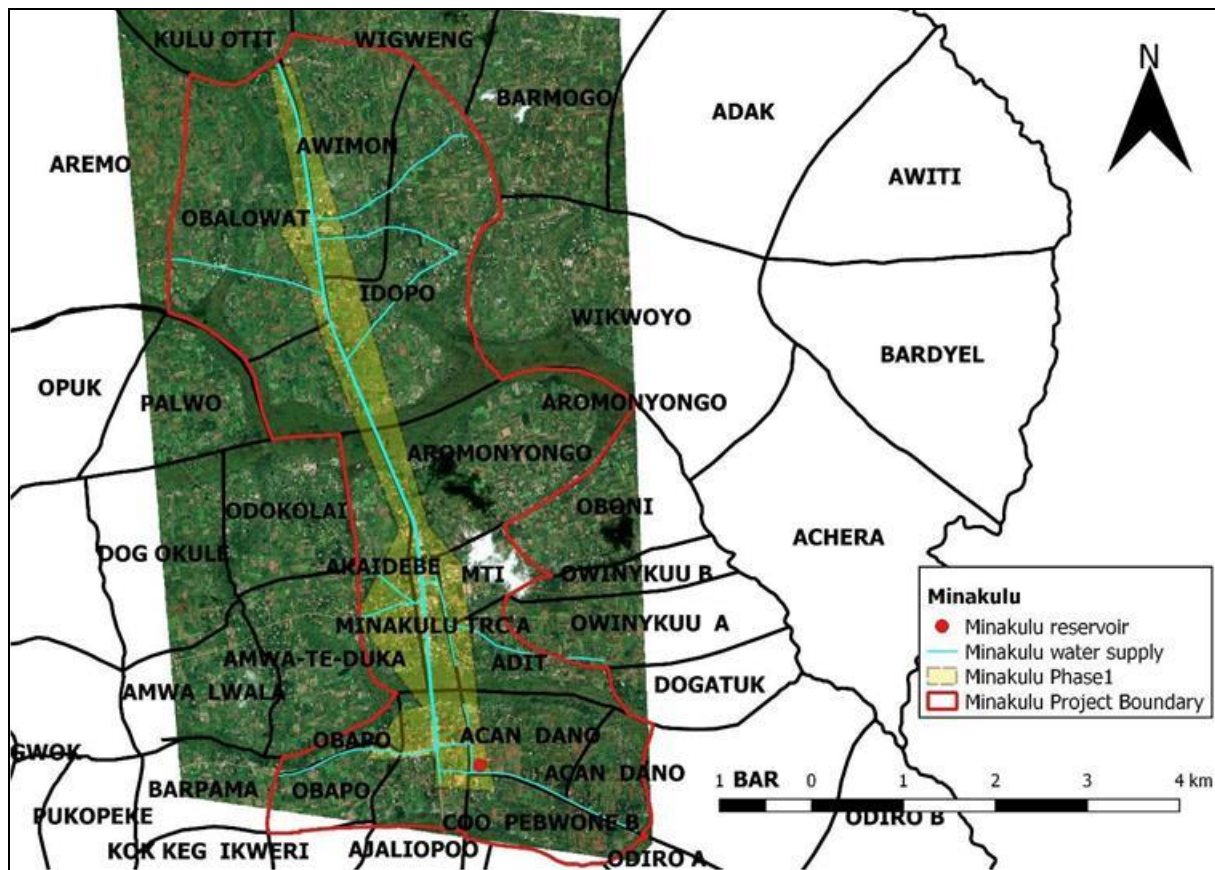 KULU OTIT
WIGWENG
N
BARMOGO
ADAK
AWIMON
AREMO
AWITI
OBALOWAT
IDOPO
WIKWOYO
BARDYEL
OPUK
PALWO
AROMONYONGO
AROMONYONGO
ODOKOLAI
OBONI
ACHERA
DOG OKULE
AKAIDEBE
MTI
OWINYKUU B
Minakulu
Minakulu reservoir
Minakulu water supply
Minakulu Phase1
Minakulu Project Boundary
MINAKULU TRC A
OWINYKUU A
AMWA-TE-DUKA
ADIT
DOGATUK
AMWA LWALA
OBAPO
ACAN DANO
GWOK
ACAN DANO
1 BAR 0 1 2 3 4 km
BARPAMA
OBAPO
PUKOPEKE
COO PEBWONE B
ODIRO B
KOK KEG IKWERI
AJALIOPOO
ODIRO A